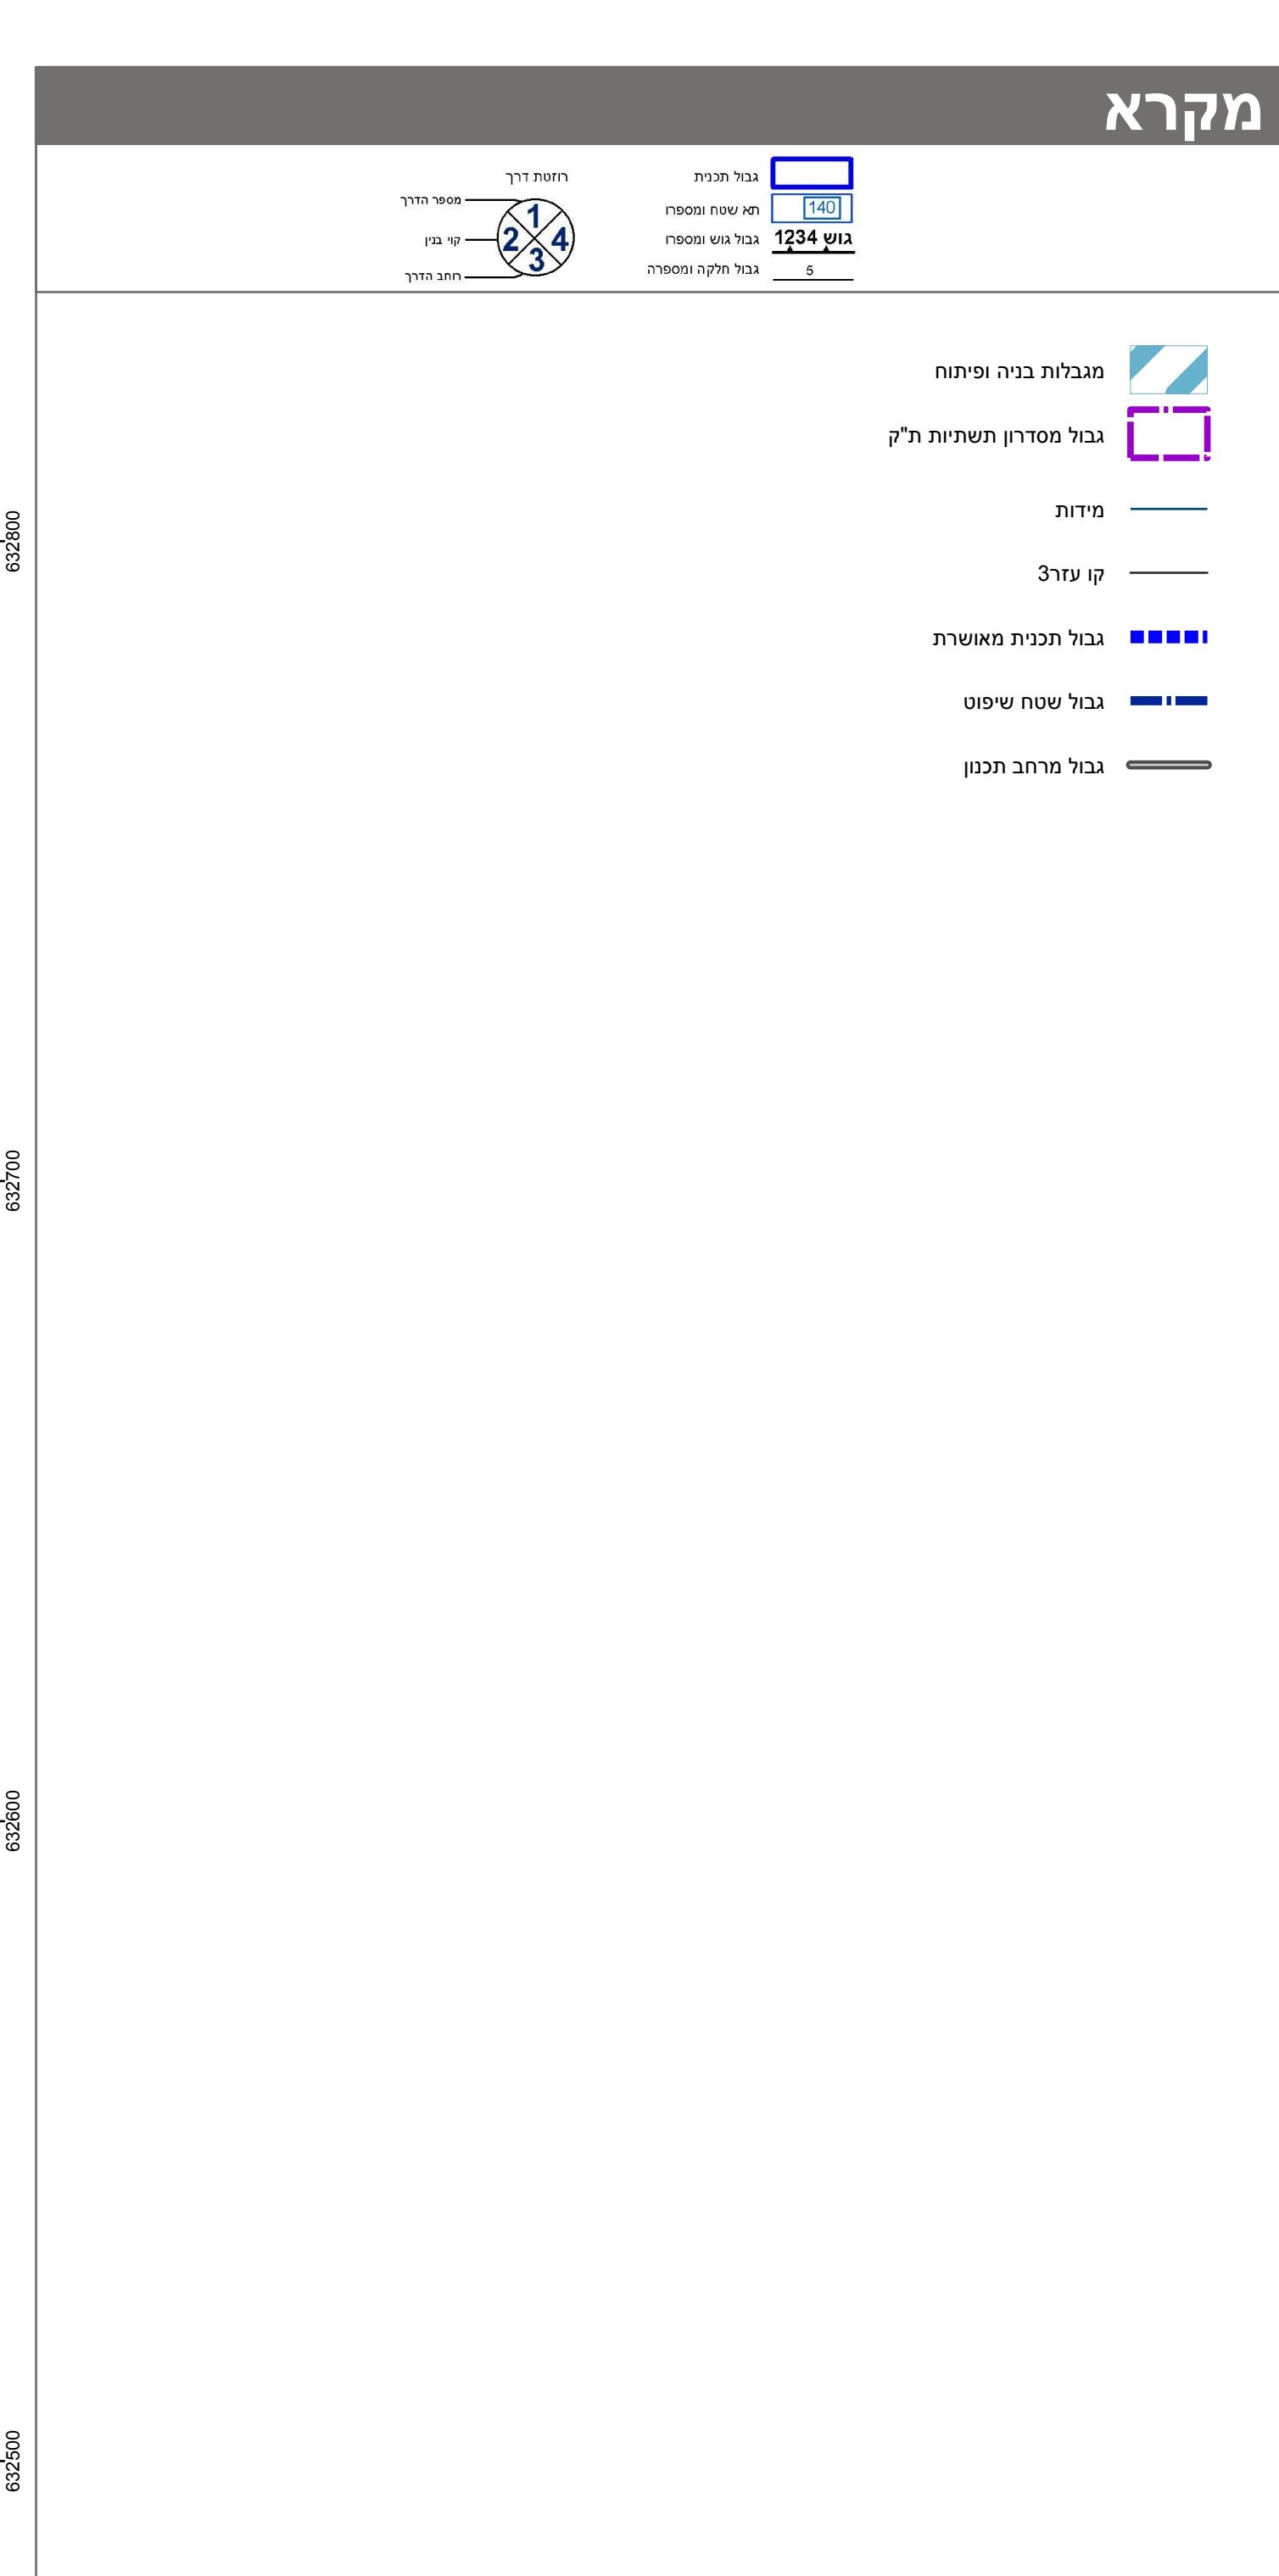 מקרא
גבול תכנית
140 תא שטח ומספרו
גוש 1234 גבול גוש ומספרו
5 גבול חלקה ומספרה
רוזטת דרך
מספר הדרך
קוי בנין
רוחב הדרך
1
2 4
3
מגבלות בניה ופיתוח
גבול מסדרון תשתיות ת"ק
מידות
קו עזר3
גבול תכנית מאושרת
גבול שטח שיפוט
גבול מרחב תכנון
632800
632700
632600
632500